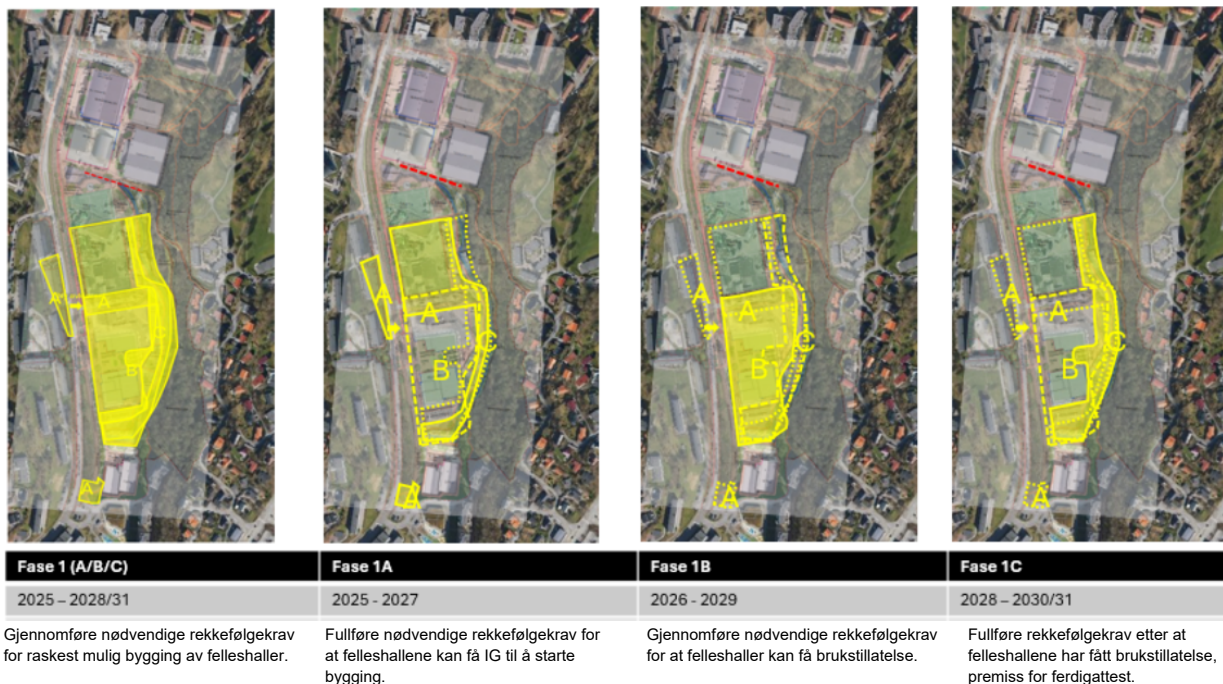 A
A
B
A
A
B
C
A
A
A
B
C
A
A
A
B
C
A
Fase 1 (A/B/C)
Fase 1A
Fase 1B
Fase 1C
2025 – 2028/31
2025 - 2027
2026 - 2029
2028 – 2030/31
Gjennomføre nødvendige rekkefølgekrav
for raskest mulig bygging av felleshaller.
Fullføre nødvendige rekkefølgekrav for
at felleshallene kan få IG til å starte
bygging.
Gjennomføre nødvendige rekkefølgekrav
for at felleshaller kan få brukstillatelse.
Fullføre rekkefølgekrav etter at
felleshallene har fått brukstillatelse,
premiss for ferdigattest.